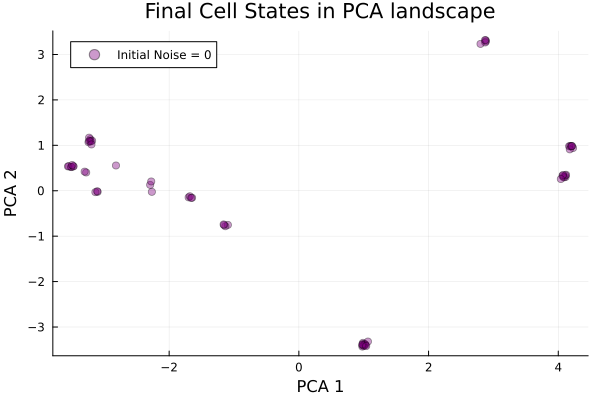 Final Cell States in PCA landscape
Initial Noise = 0
3
2
1
0
−1
−2
−3
PCA 2
−2
0
2
4
PCA 1